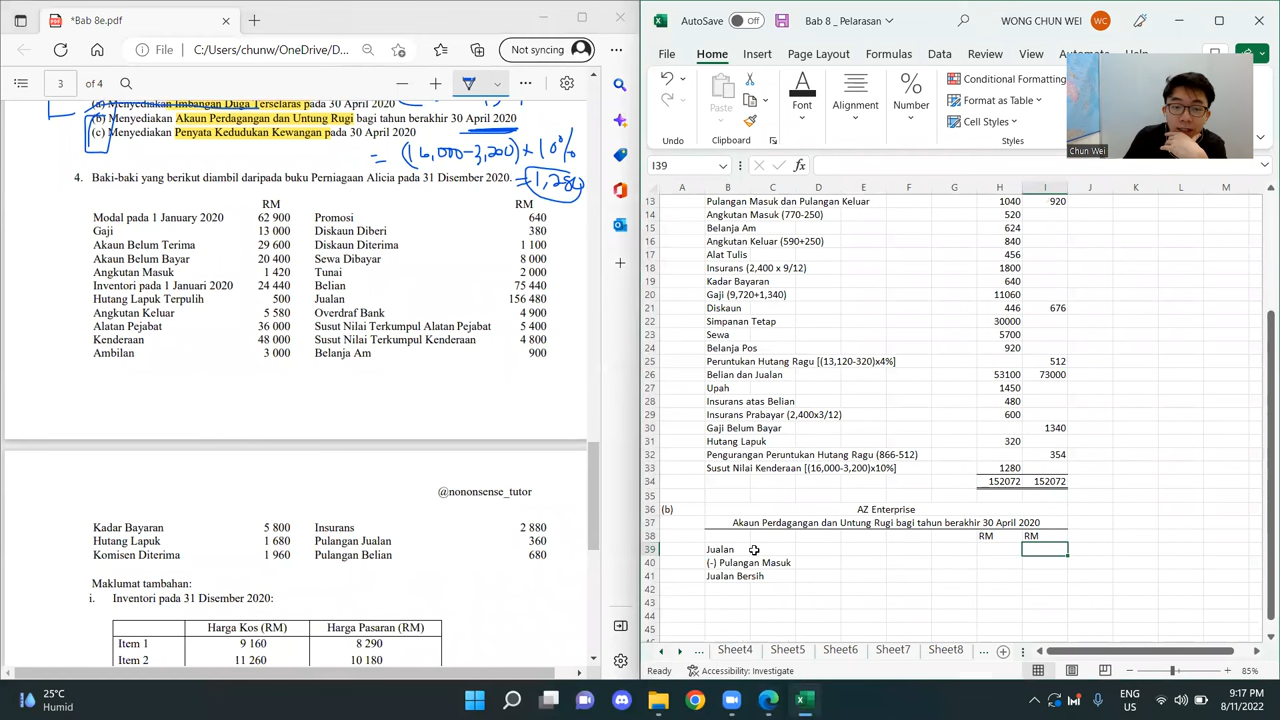 *Bab 8e.pdf
File
C:/Users/chunw/OneDrive/D...
Not syncing
3 of 4
(a) Menyediakan Imbangan Duga Terselaras pada 30 April 2020
(b) Menyediakan Akaun Perdagangan dan Untung Rugi bagi tahun berakhir 30 April 2020
(c) Menyediakan Penyata Kedudukan Kewangan pada 30 April 2020
= (16,000-3,200) × 10%
= 1,280
4. Baki-baki yang berikut diambil daripada buku Perniagaan Alicia pada 31 Disember 2020.
RM RM
Modal pada 1 January 2020 62 900 Promosi 640
Gaji 13 000 Diskaun Diberi 380
Akaun Belum Terima 29 600 Diskaun Diterima 1 100
Akaun Belum Bayar 20 400 Sewa Dibayar 8 000
Angkutan Masuk 1 420 Tunai 2 000
Inventori pada 1 Januari 2020 24 440 Belian 75 440
Hutang Lapuk Terpulih 500 Jualan 156 480
Angkutan Keluar 5 580 Overdraf Bank 4 900
Alatan Pejabat 36 000 Susut Nilai Terkumpul Alatan Pejabat 5 400
Kenderaan 48 000 Susut Nilai Terkumpul Kenderaan 4 800
Ambilan 3 000 Belanja Am 900
@nononsense_tutor
Kadar Bayaran 5 800 Insurans 2 880
Hutang Lapuk 1 680 Pulangan Jualan 360
Komisen Diterima 1 960 Pulangan Belian 680
Maklumat tambahan:
i. Inventori pada 31 Disember 2020:
Harga Kos (RM) Harga Pasaran (RM)
Item 1 9 160 8 290
Item 2 11 260 10 180
AutoSave Off Bab 8 _ Pelarasan WONG CHUN WEI WC
File Home Insert Page Layout Formulas Data Review View Automate Help
Undo Clipboard Font Alignment Number
Paste
Conditional Formatting
Format as Table
Cell Styles
Styles
Chun Wei
I39 fx
A B C D E F G H I J K L M
13 Pulangan Masuk dan Pulangan Keluar 1040 920
14 Angkutan Masuk (770-250) 520
15 Belanja Am 624
16 Angkutan Keluar (590+250) 840
17 Alat Tulis 456
18 Insurans (2,400 x 9/12) 1800
19 Kadar Bayaran 640
20 Gaji (9,720+1,340) 11060
21 Diskaun 446 676
22 Simpanan Tetap 30000
23 Sewa 5700
24 Belanja Pos 920
25 Peruntukan Hutang Ragu [(13,120-320)x4%] 512
26 Belian dan Jualan 53100 73000
27 Upah 1450
28 Insurans atas Belian 480
29 Insurans Prabayar (2,400x3/12) 600
30 Gaji Belum Bayar 1340
31 Hutang Lapuk 320
32 Pengurangan Peruntukan Hutang Ragu (866-512) 354
33 Susut Nilai Kenderaan [(16,000-3,200)x10%] 1280
34 152072 152072
35
36 (b) AZ Enterprise
37 Akaun Perdagangan dan Untung Rugi bagi tahun berakhir 30 April 2020
38 RM RM
39 Jualan
40 (-) Pulangan Masuk
41 Jualan Bersih
42
43
44
45
... Sheet4 Sheet5 Sheet6 Sheet7 Sheet8 ...
Ready Accessibility: Investigate 85%
25°C
Humid
ENG
US
9:17 PM
8/11/2022